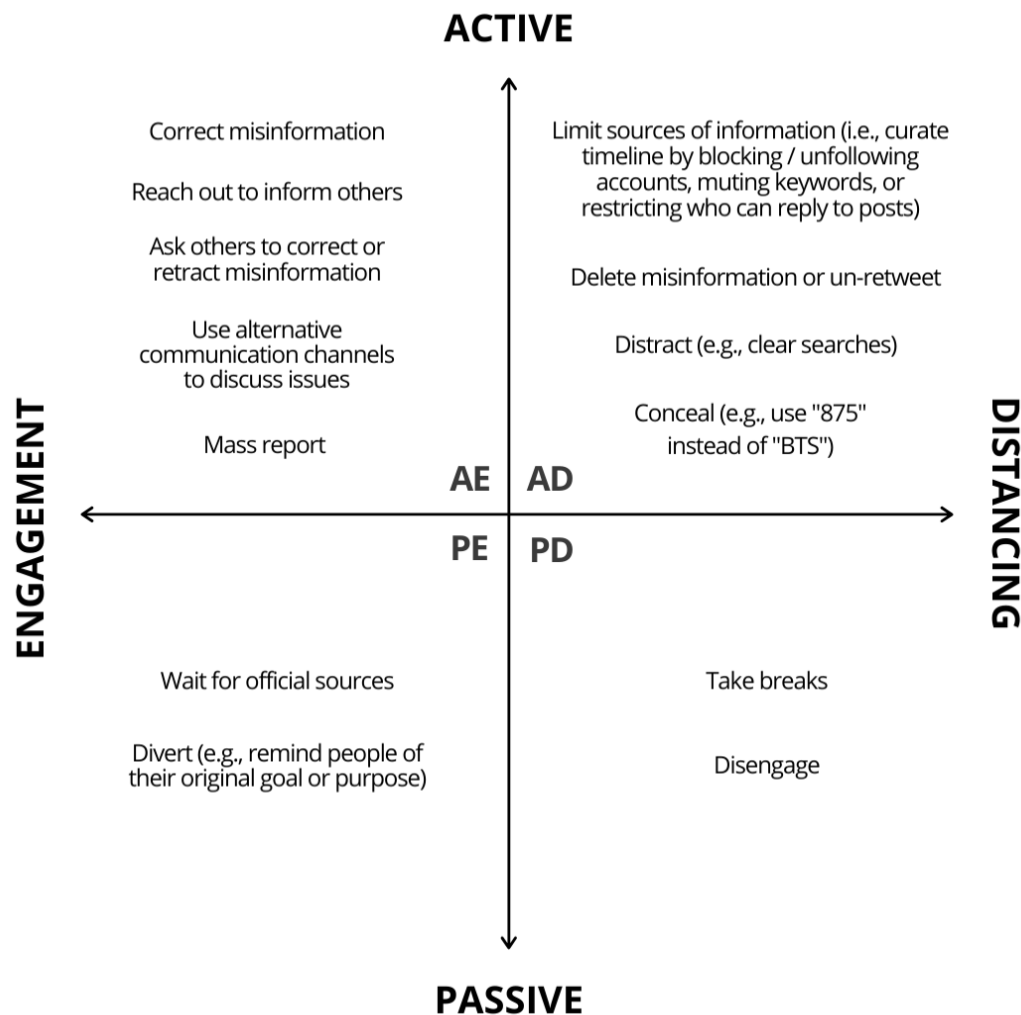 ACTIVE
Correct misinformation
Reach out to inform others
Ask others to correct or
retract misinformation
Use alternative
communication channels
to discuss issues
Mass report
Limit sources of information (i.e., curate
timeline by blocking / unfollowing
accounts, muting keywords, or
restricting who can reply to posts)
Delete misinformation or un-retweet
Distract (e.g., clear searches)
Conceal (e.g., use "875"
instead of "BTS")
ENGAGEMENT
AE
AD
PE
PD
DISTANCING
Wait for official sources
Divert (e.g., remind people of
their original goal or purpose)
Take breaks
Disengage
PASSIVE